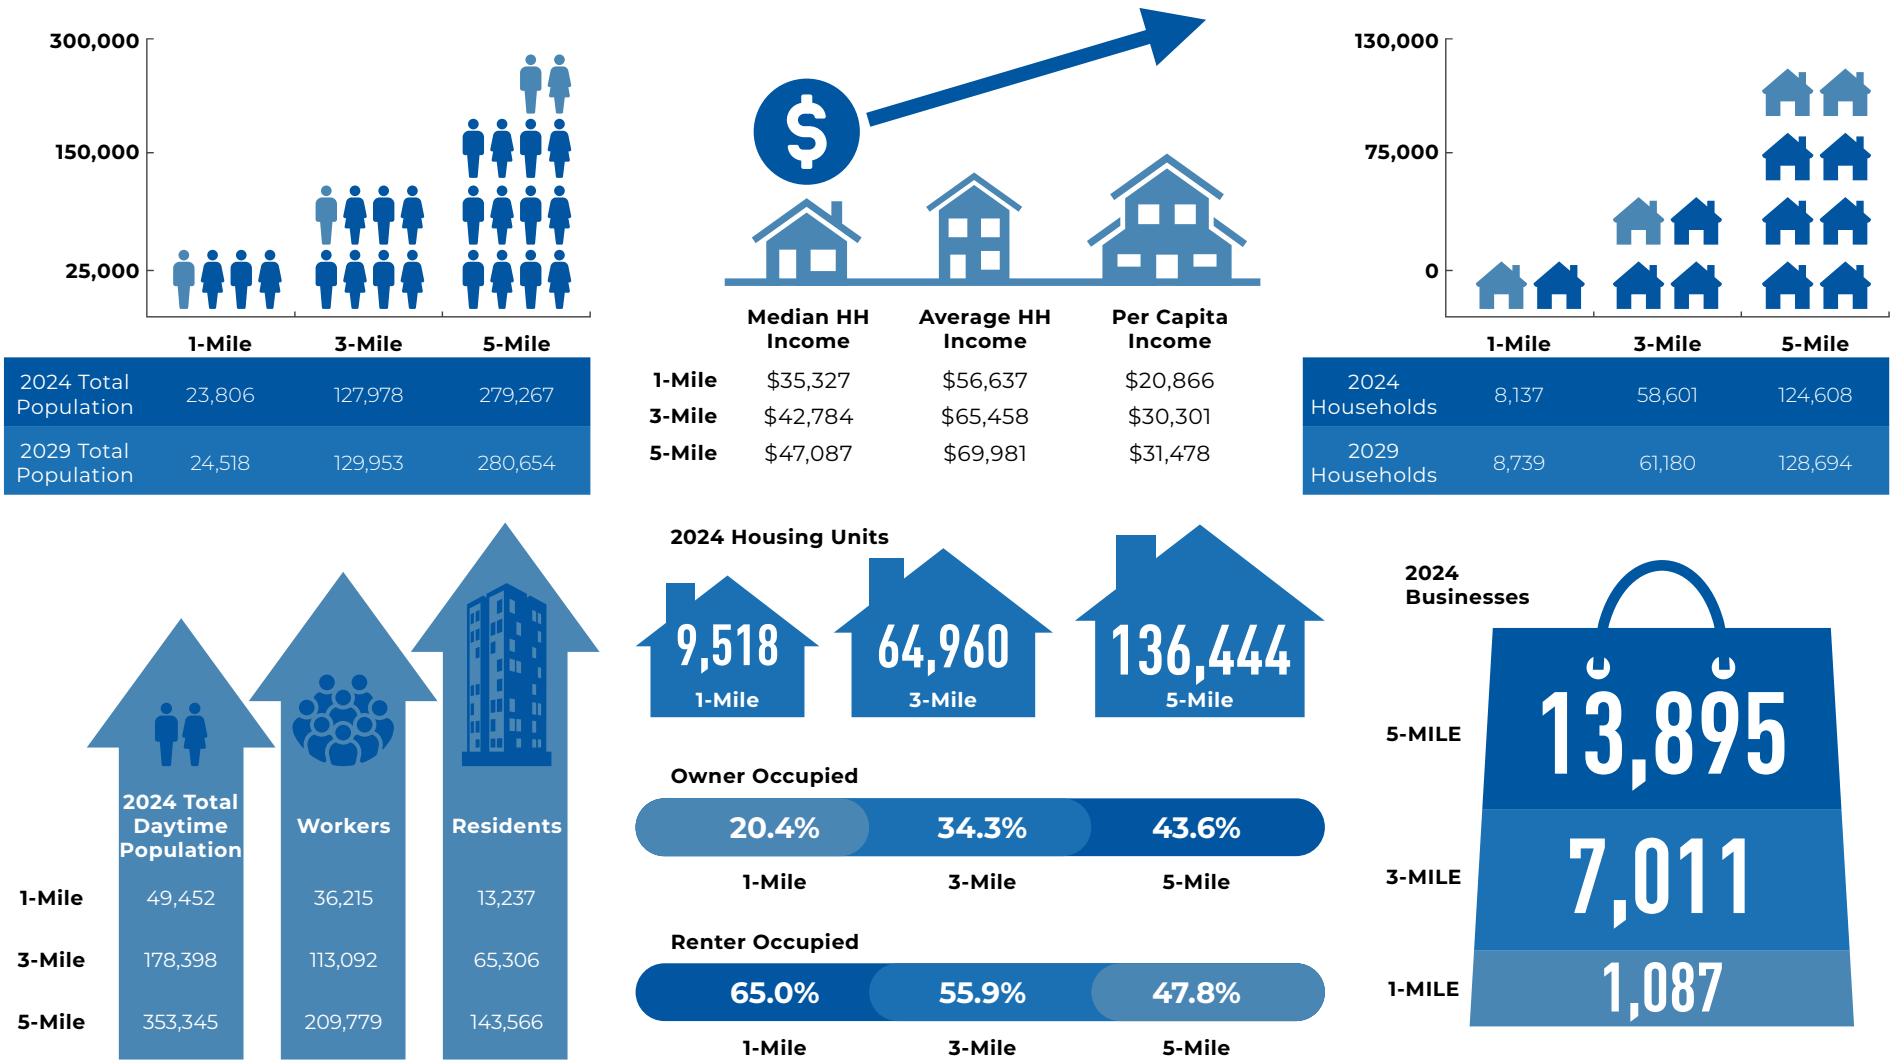 300,000
150,000
25,000
1-Mile 3-Mile 5-Mile
2024 Total
Population
23,806 127,978 279,267
2029 Total
Population
24,518 129,953 280,654
$
Median HH
Income
Average HH
Income
Per Capita
Income
1-Mile $35,327 $56,637 $20,866
3-Mile $42,784 $65,458 $30,301
5-Mile $47,087 $69,981 $31,478
130,000
75,000
0
1-Mile 3-Mile 5-Mile
2024
Households
8,137 58,601 124,608
2029
Households
8,739 61,180 128,694
2024 Total
Daytime
Population
Workers
Residents
1-Mile 49,452 36,215 13,237
3-Mile 178,398 113,092 65,306
5-Mile 353,345 209,779 143,566
2024 Housing Units
9,518
1-Mile
64,960
3-Mile
136,444
5-Mile
Owner Occupied
20.4% 34.3% 43.6%
1-Mile 3-Mile 5-Mile
Renter Occupied
65.0% 55.9% 47.8%
1-Mile 3-Mile 5-Mile
2024
Businesses
5-MILE 13,895
3-MILE 7,011
1-MILE 1,087